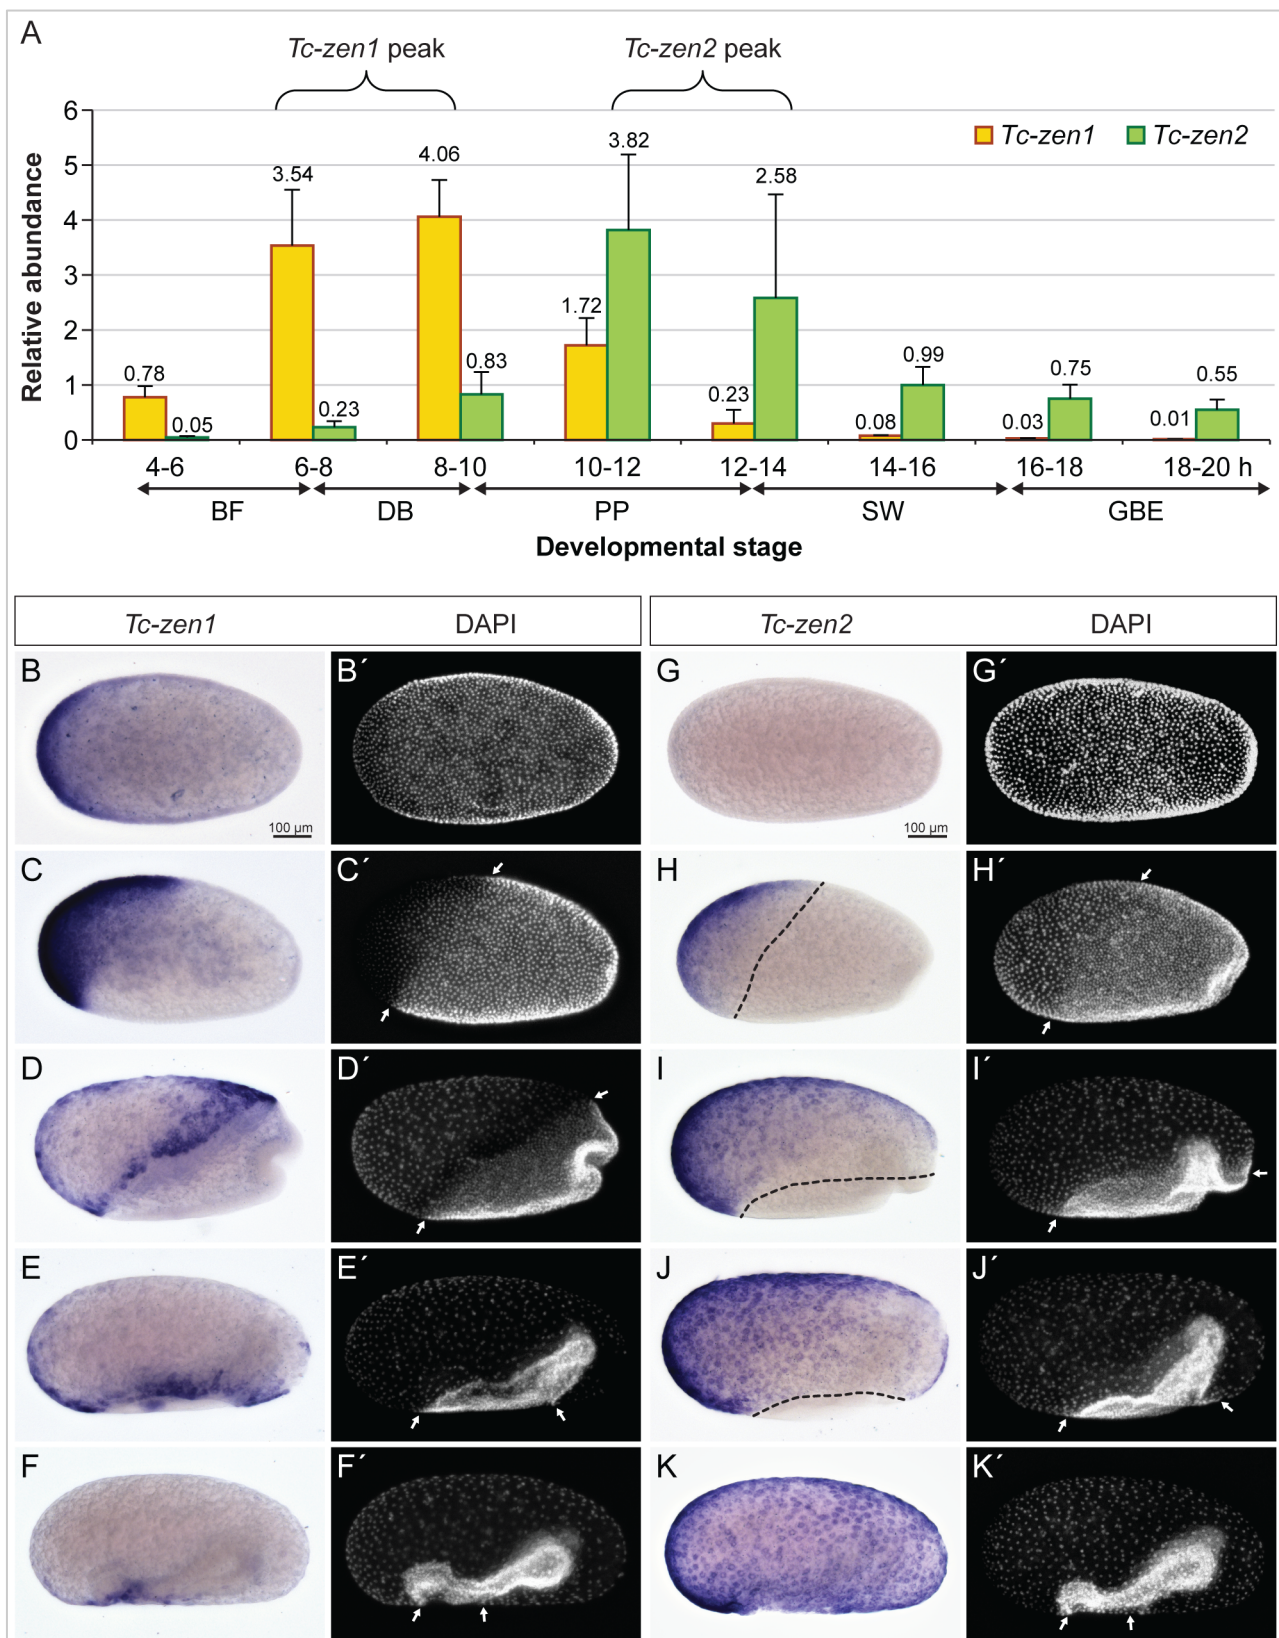 A
Tc-zen1 peak
Tc-zen2 peak
6
5
4
3
2
1
0
Relative abundance
Tc-zen1
Tc-zen2
0.78
0.05
3.54
0.23
4.06
0.83
1.72
3.82
0.23
2.58
0.08
0.99
0.03
0.75
0.01
0.55
4-6
6-8
8-10
10-12
12-14
14-16
16-18
18-20 h
BF
DB
PP
SW
GBE
Developmental stage
Tc-zen1
DAPI
Tc-zen2
DAPI
B
100 µm
B´
G
100 µm
G´
C
C´
H
H´
D
D´
I
I´
E
E´
J
J´
F
F´
K
K´